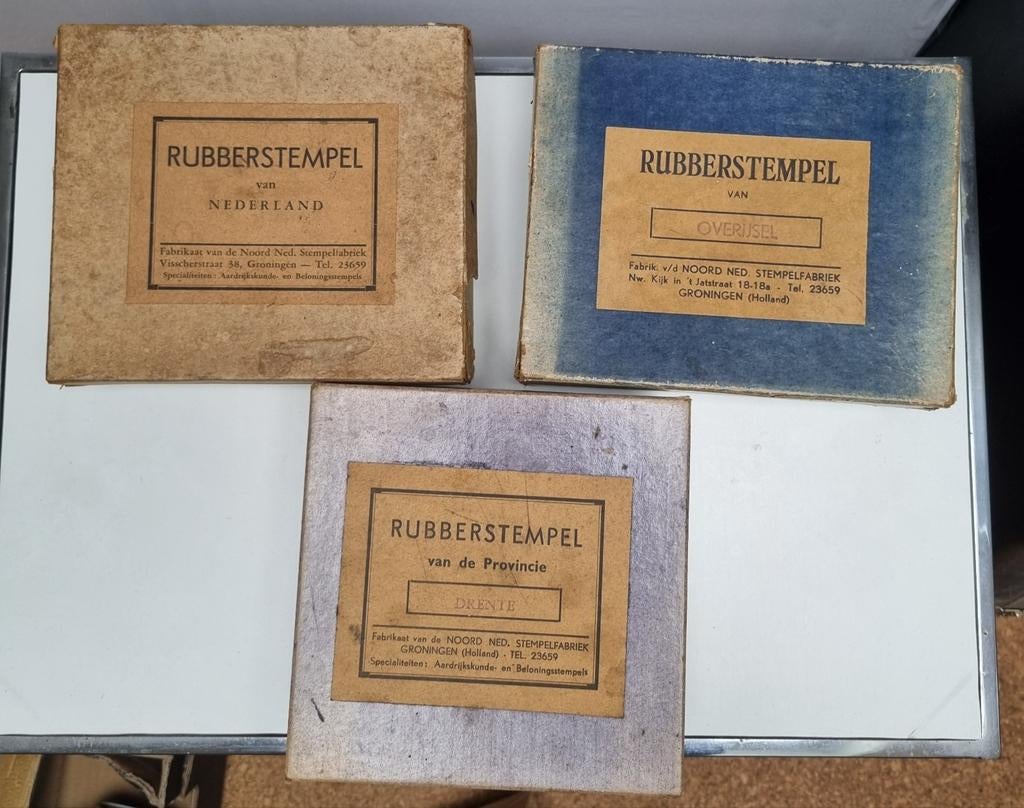 RUBBERSTEMPEL
van
NEDERLAND
Fabrikaat van de Noord Ned. Stempelfabriek
Visscherstraat 38, Groningen — Tel. 23659
Specialiteiten: Aardrijkskunde- en Beloningsstempels
RUBBERSTEMPEL
VAN
OVERIJSEL
Fabrik. v/d NOORD NED. STEMPELFABRIEK
Nw. Kijk in 't Jatstraat 18-18a - Tel. 23659
GRONINGEN (Holland)
RUBBERSTEMPEL
van de Provincie
DRENTE
Fabrikaat van de NOORD NED. STEMPELFABRIEK
GRONINGEN (Holland) - TEL. 23659
Specialiteiten: Aardrijkskunde- en Beloningsstempels